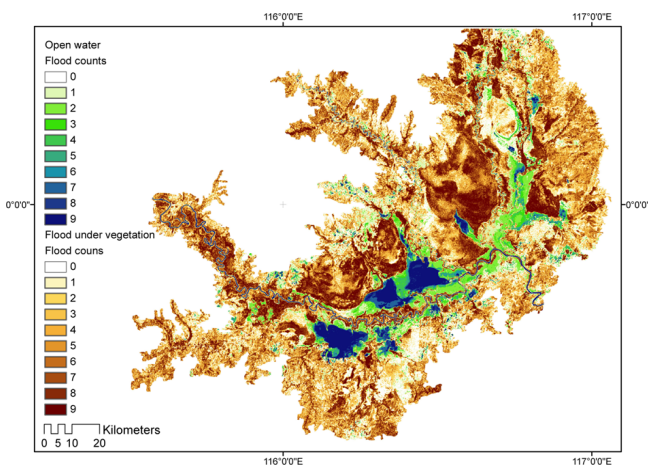 116°0'0"E
117°0'0"E
Open water
Flood counts
0
1
2
3
4
5
6
7
8
9
0°0'0"
0°0'0"
Flood under vegetation
Flood couns
0
1
2
3
4
5
6
7
8
9
Kilometers
0 5 10 20
116°0'0"E
117°0'0"E